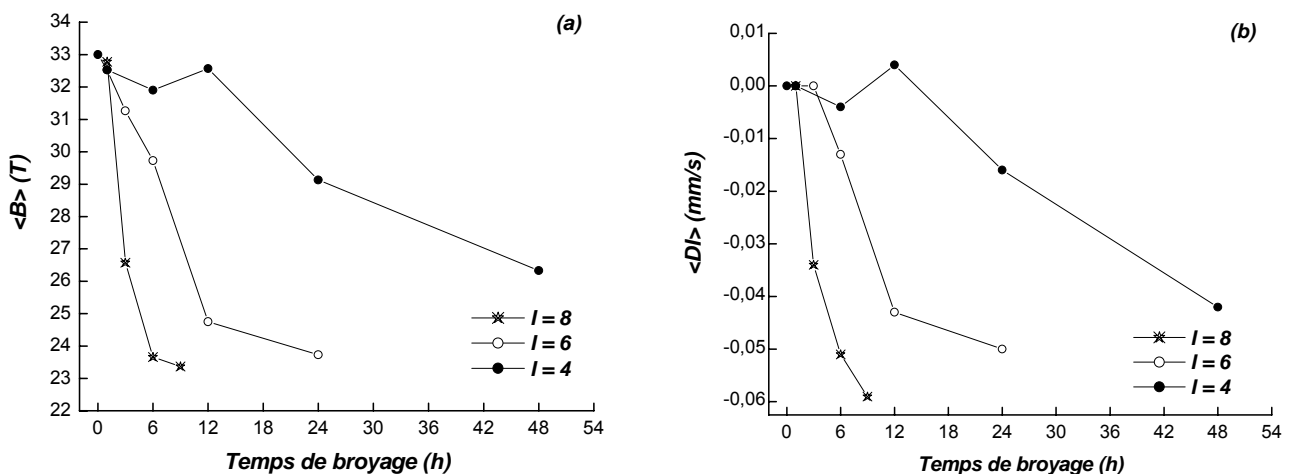 (a)
33
32
31
30
29
28
27
26
25
24
23
22
<B> (T)
0 6 12 18 24 30 36 42 48 54
Temps de broyage (h)
I = 8
I = 6
I = 4
(b)
0,01
0,00
-0,01
-0,02
-0,03
-0,04
-0,05
-0,06
<DI> (mm/s)
0 6 12 18 24 30 36 42 48 54
Temps de broyage (h)
I = 8
I = 6
I = 4